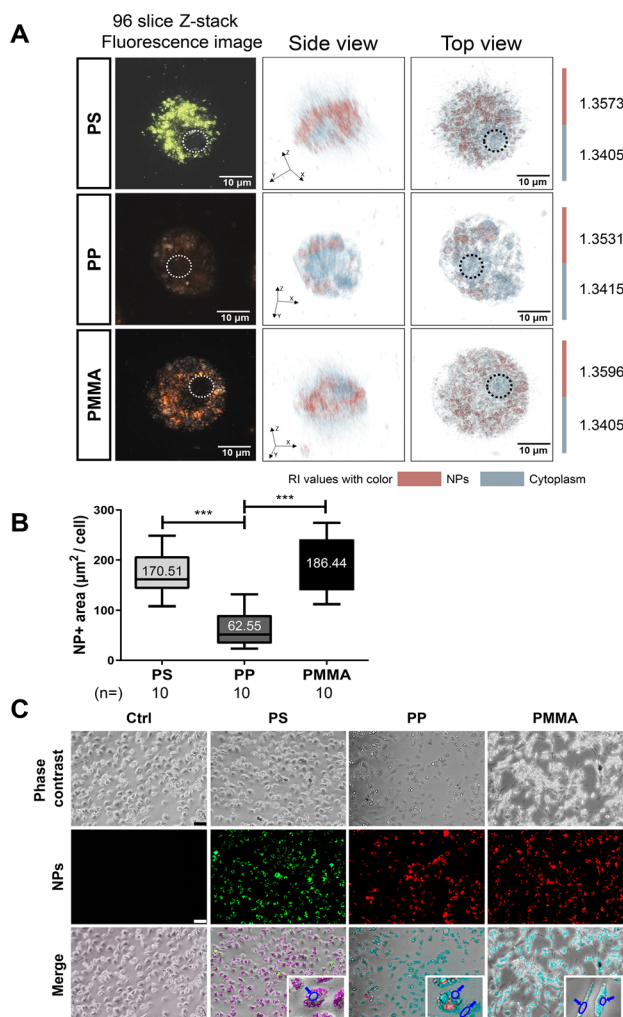 A
96 slice Z-stack
Fluorescence image
Side view
Top view
PS
10 µm
Z
Y
X
10 µm
1.3573
1.3405
PP
10 µm
Z
X
Y
10 µm
1.3531
1.3415
PMMA
10 µm
Z
X
Y
10 µm
1.3596
1.3405
RI values with color
NPs
Cytoplasm
B
NP+ area (µm² / cell)
300
200
100
0
***
***
170.51
62.55
186.44
PS
PP
PMMA
(n=)
10
10
10
C
Ctrl
PS
PP
PMMA
Phase contrast
NPs
Merge